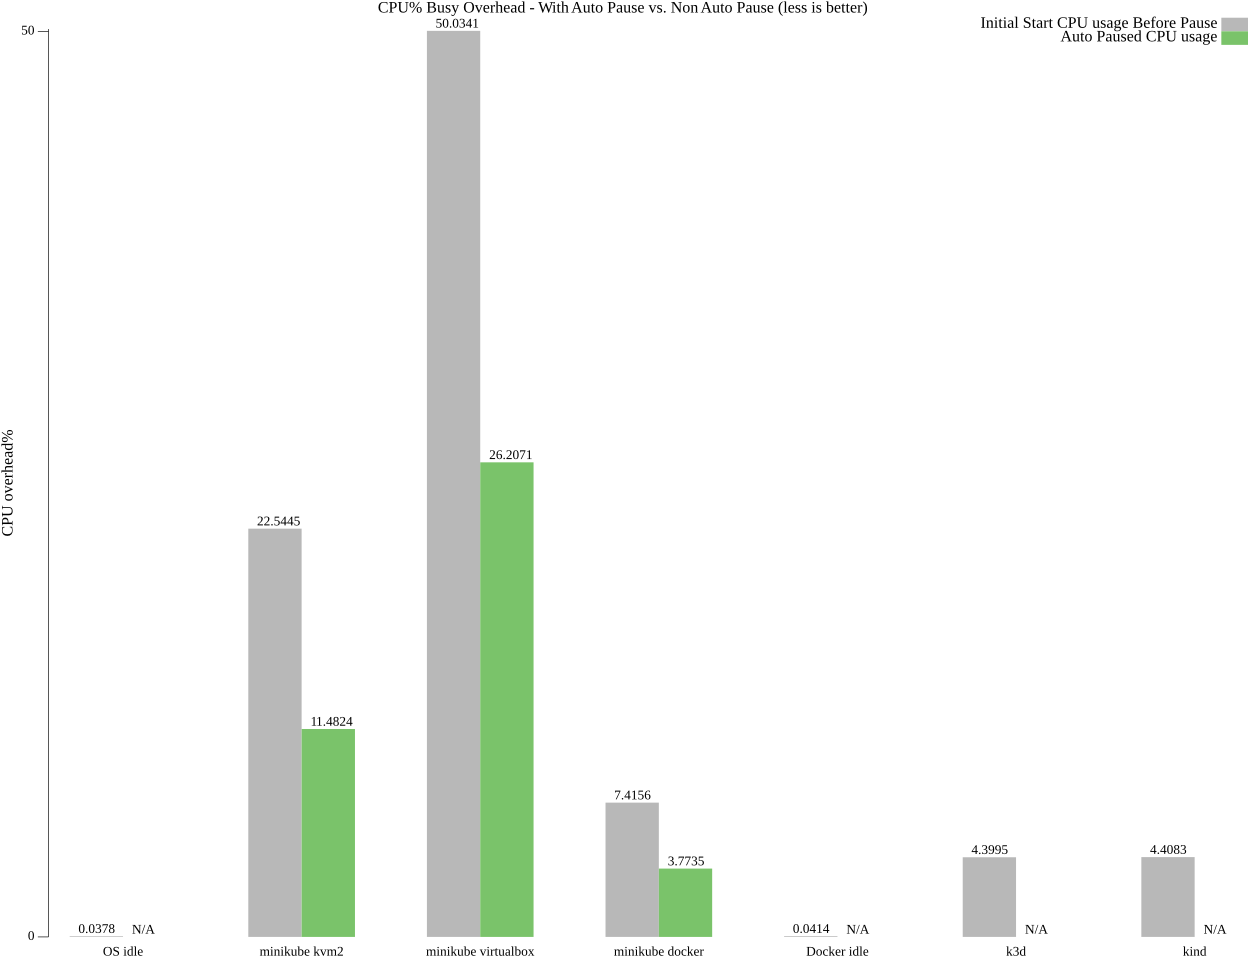 CPU% Busy Overhead - With Auto Pause vs. Non Auto Pause (less is better)
Initial Start CPU usage Before Pause
Auto Paused CPU usage
50
0
CPU overhead%
0.0378
N/A
22.5445
11.4824
50.0341
26.2071
7.4156
3.7735
0.0414
N/A
4.3995
N/A
4.4083
N/A
OS idle
minikube kvm2
minikube virtualbox
minikube docker
Docker idle
k3d
kind